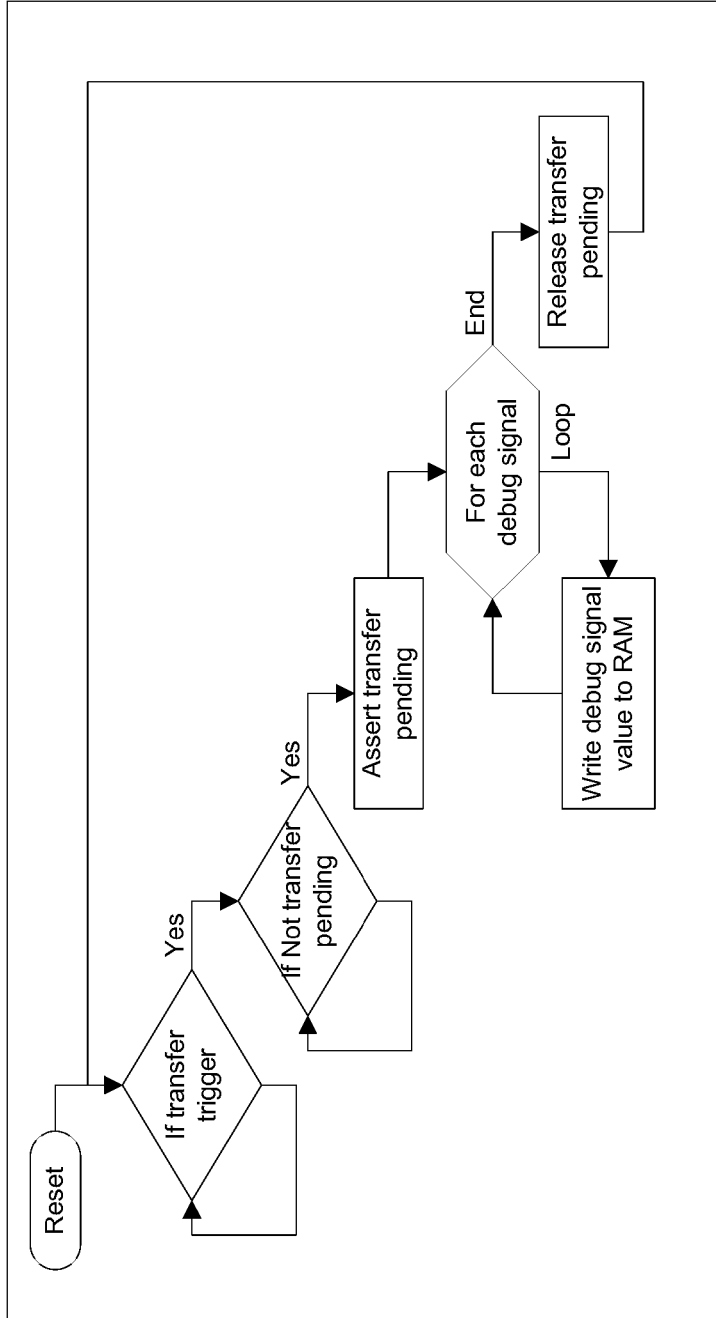 Reset
If transfer
trigger
Yes
If Not transfer
pending
Yes
Assert transfer
pending
For each
debug signal
Loop
End
Write debug signal
value to RAM
Release transfer
pending